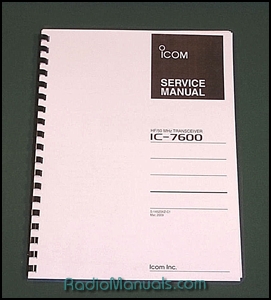 ICOM
SERVICE
MANUAL
HF/50 MHz TRANSCEIVER
IC-7600
Icom Inc.
RadioManuals.com